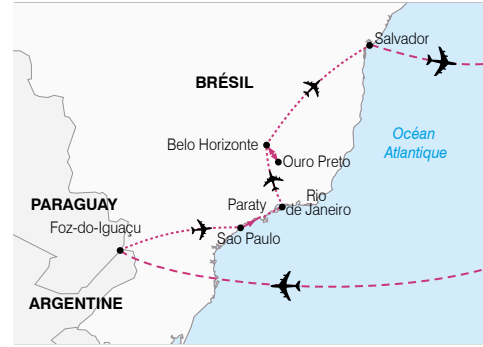 Salvador
BRÉSIL
Océan
Atlantique
Belo Horizonte
Ouro Preto
Paraty
Rio
de Janeiro
PARAGUAY
Foz-do-Iguaçu
Sao Paulo
ARGENTINE